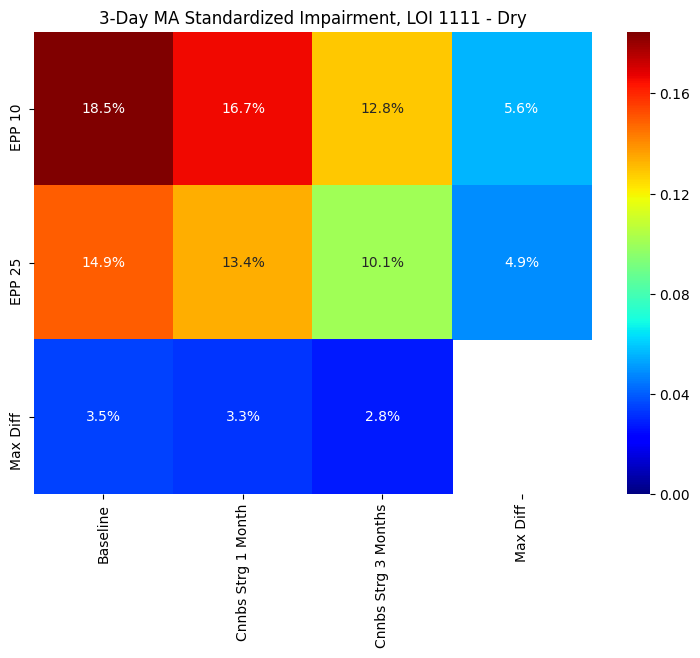 3-Day MA Standardized Impairment, LOI 1111 - Dry
EPP 10
18.5%
16.7%
12.8%
5.6%
EPP 25
14.9%
13.4%
10.1%
4.9%
Max Diff
3.5%
3.3%
2.8%
Baseline
Cnnbs Strg 1 Month
Cnnbs Strg 3 Months
Max Diff
0.16
0.12
0.08
0.04
0.00